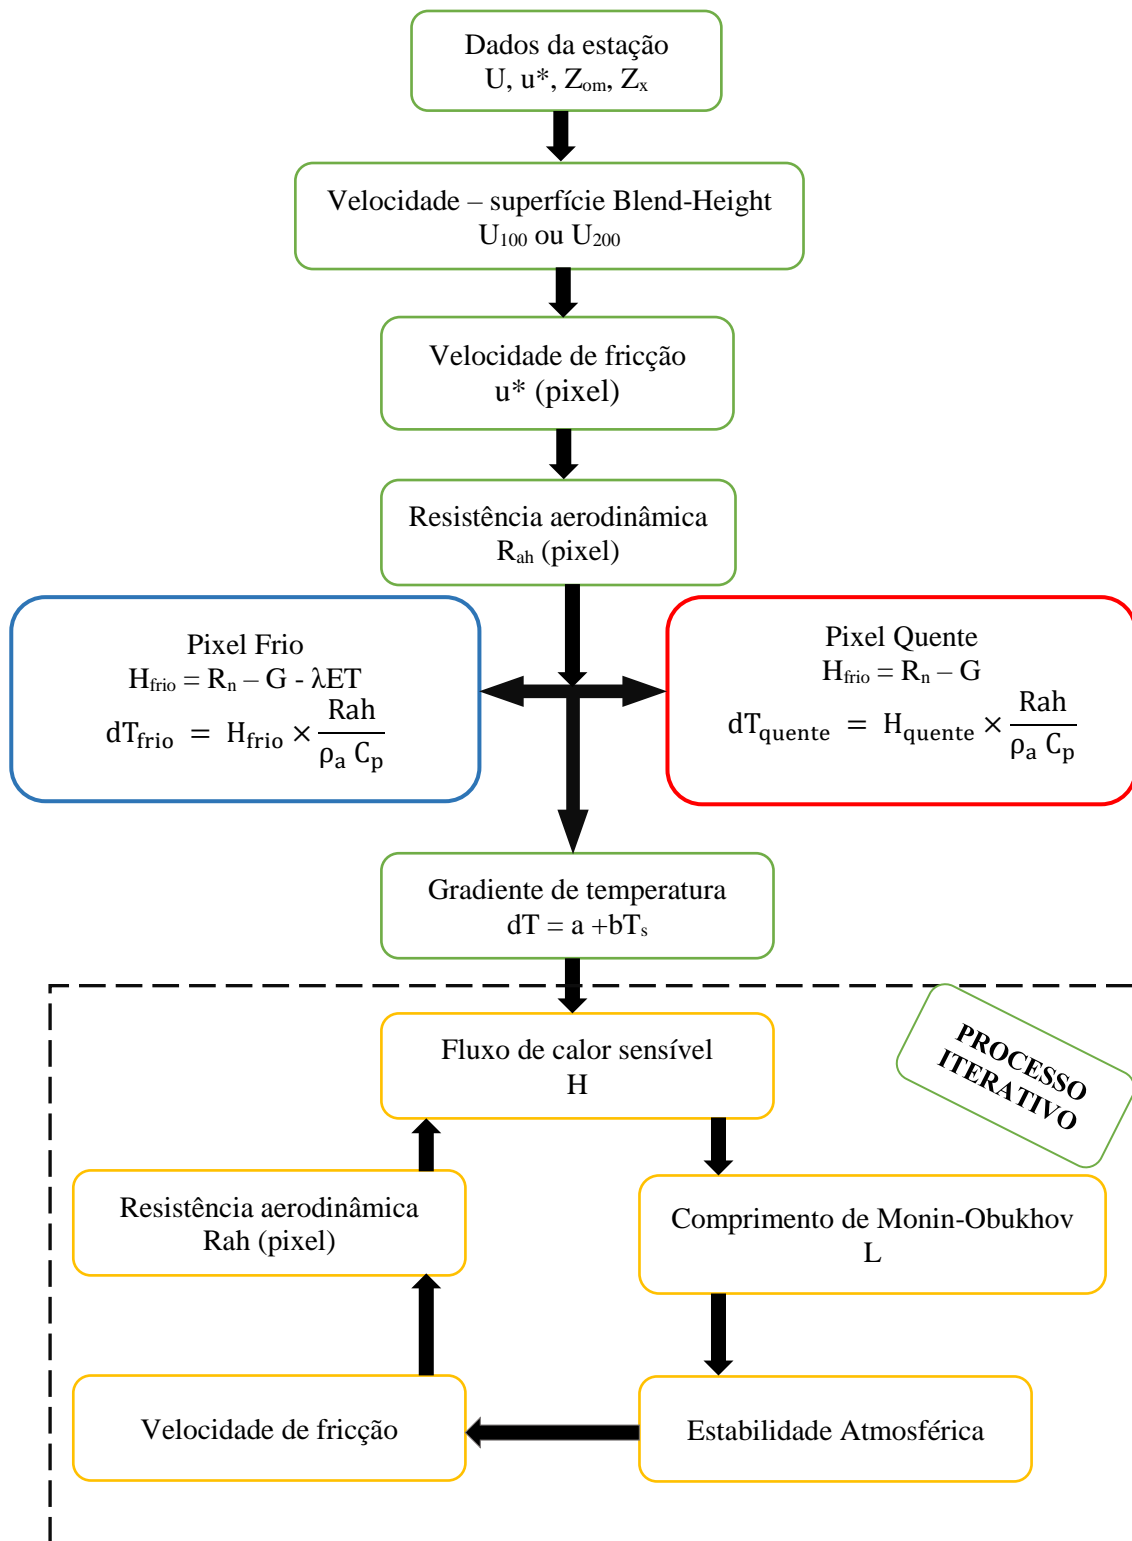 Dados da estação
U, u*, Zom, Zx
Velocidade – superfície Blend-Height
U100 ou U200
Velocidade de fricção
u* (pixel)
Resistência aerodinâmica
Rah (pixel)
Pixel Frio
Hfrio = Rn – G - λET
dTfrio = Hfrio × Rah / ρa Cp
Pixel Quente
Hfrio = Rn – G
dTquente = Hquente × Rah / ρa Cp
Gradiente de temperatura
dT = a +bTs
PROCESSO
ITERATIVO
Fluxo de calor sensível
H
Resistência aerodinâmica
Rah (pixel)
Comprimento de Monin-Obukhov
L
Velocidade de fricção
Estabilidade Atmosférica